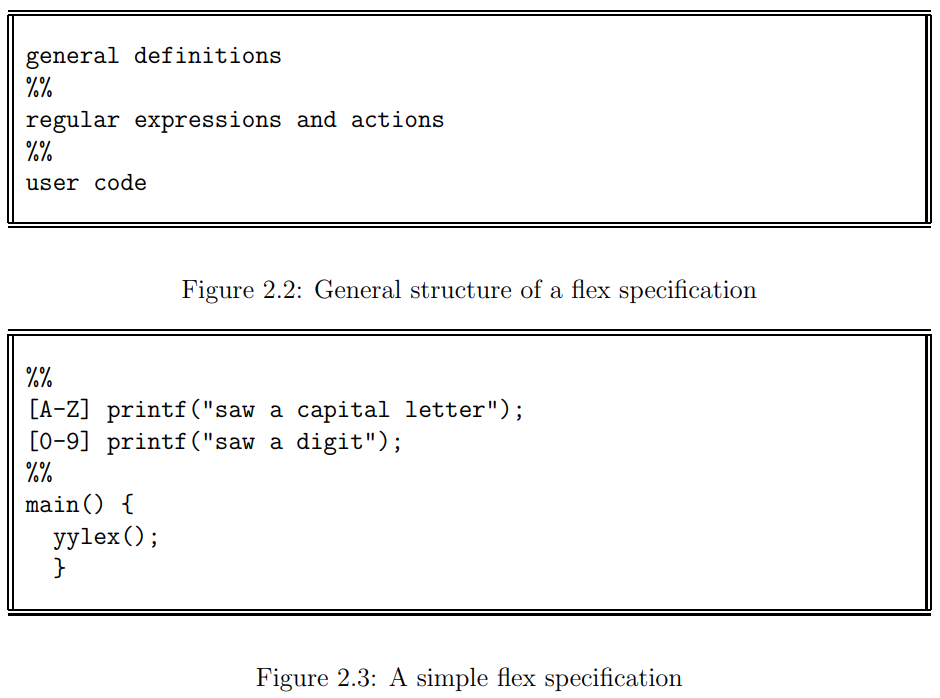 general definitions
%%
regular expressions and actions
%%
user code
Figure 2.2: General structure of a flex specification
%%
[A-Z] printf("saw a capital letter");
[0-9] printf("saw a digit");
%%
main() {
  yylex();
  }
Figure 2.3: A simple flex specification